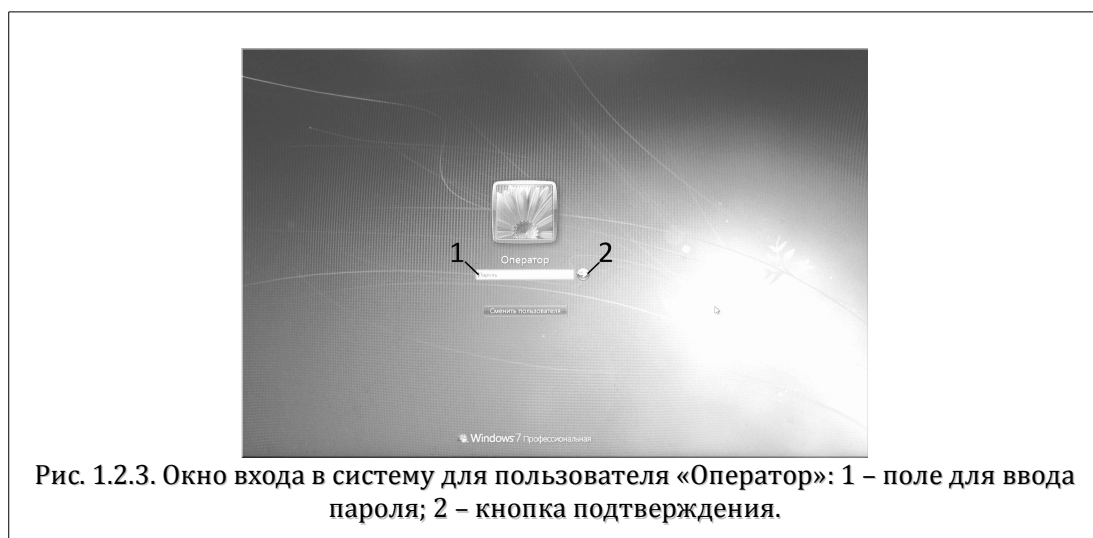 1
2
Оператор
Пароль
Сменить пользователя
Windows 7 Профессиональная
Рис. 1.2.3. Окно входа в систему для пользователя «Оператор»: 1 – поле для ввода
пароля; 2 – кнопка подтверждения.